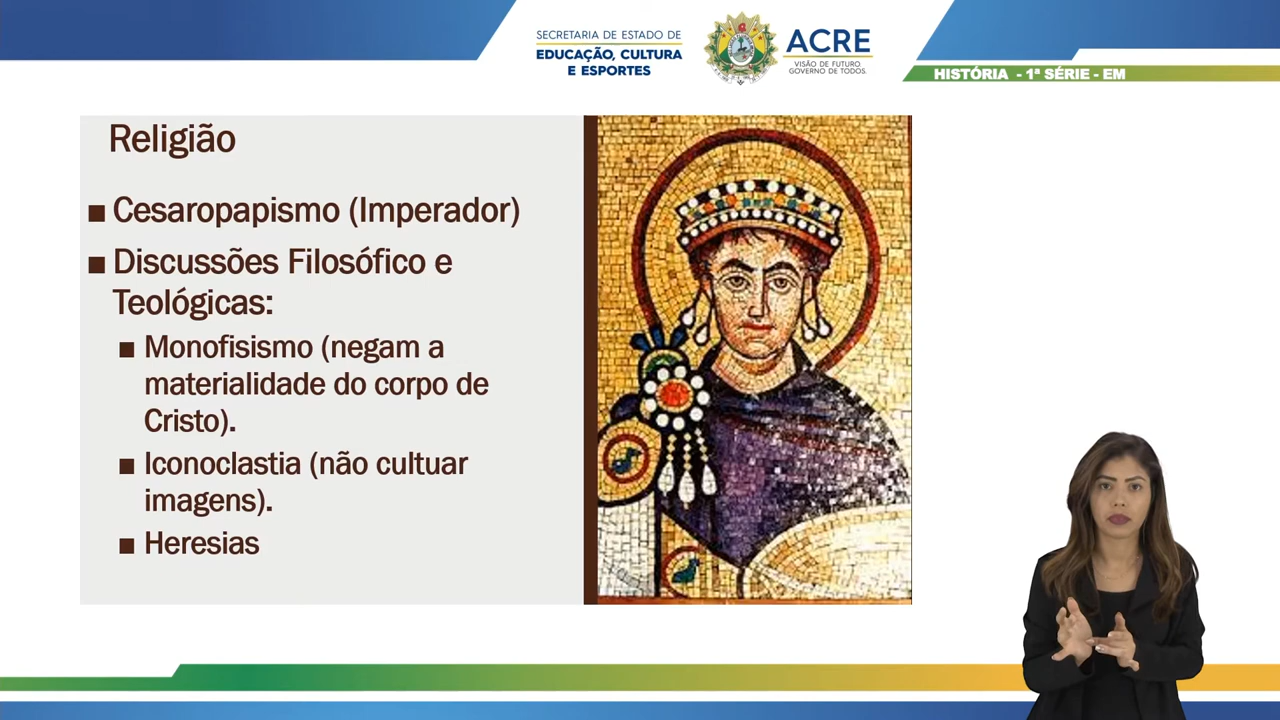 SECRETARIA DE ESTADO DE
EDUCAÇÃO, CULTURA
E ESPORTES
ACRE
VISÃO DE FUTURO.
GOVERNO DE TODOS.
HISTÓRIA - 1ª SÉRIE - EM
Religião
■ Cesaropapismo (Imperador)
■ Discussões Filosófico e
Teológicas:
■ Monofisismo (negam a
materialidade do corpo de
Cristo).
■ Iconoclastia (não cultuar
imagens).
■ Heresias